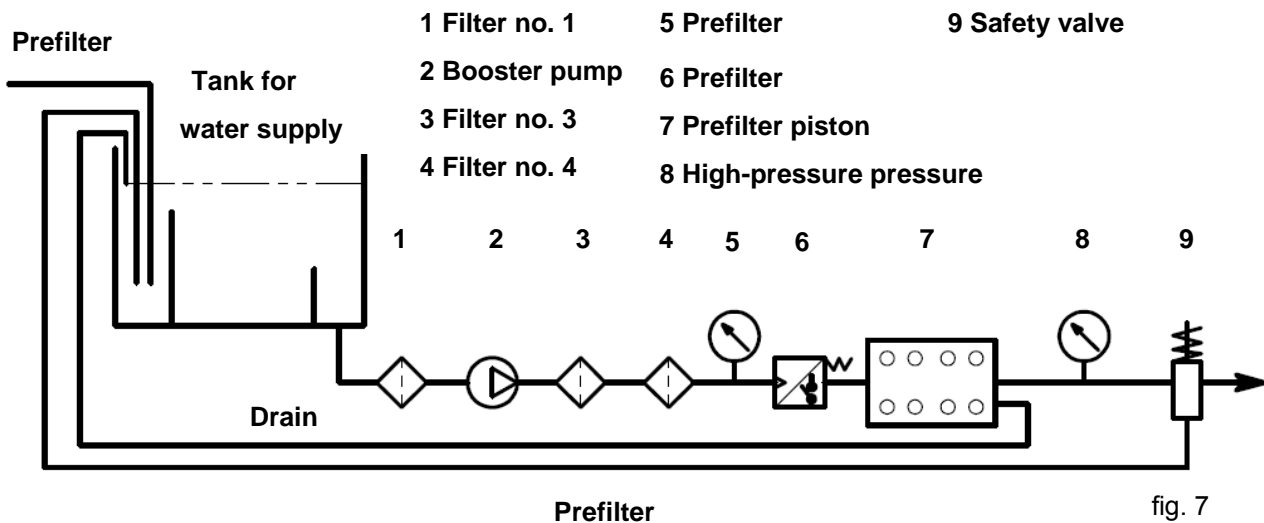 1 Filter no. 1
5 Prefilter
9 Safety valve
Prefilter
2 Booster pump
6 Prefilter
Tank for
water supply
3 Filter no. 3
7 Prefilter piston
4 Filter no. 4
8 High-pressure pressure
1 2 3 4 5 6 7 8 9
Drain
Prefilter
fig. 7